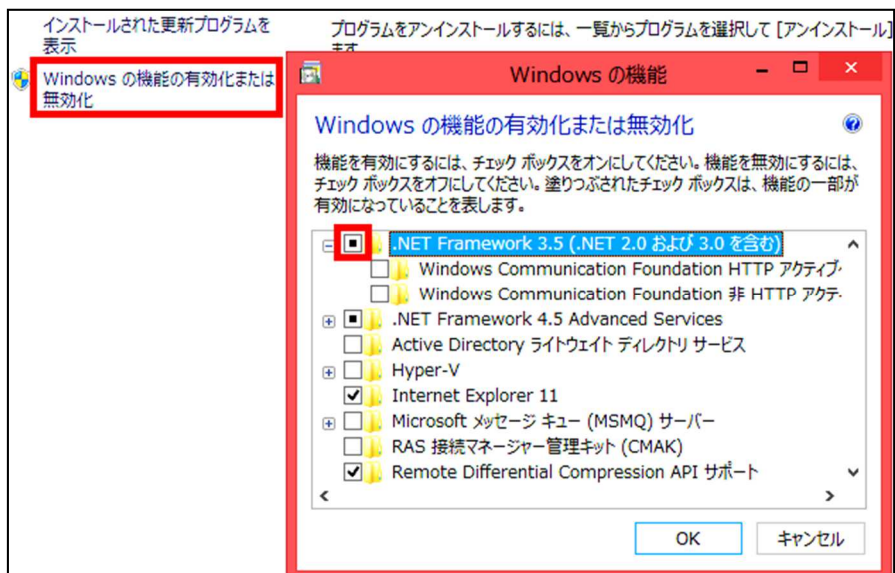 インストールされた更新プログラムを
表示
Windows の機能の有効化または
無効化
プログラムをアンインストールするには、一覧からプログラムを選択して [アンインストール]
ます
Windows の機能
Windows の機能の有効化または無効化
機能を有効にするには、チェック ボックスをオンにしてください。機能を無効にするには、
チェック ボックスをオフにしてください。塗りつぶされたチェック ボックスは、機能の一部が
有効になっていることを表します。
.NET Framework 3.5 (.NET 2.0 および 3.0 を含む)
Windows Communication Foundation HTTP アクティブ
Windows Communication Foundation 非 HTTP アクテ
.NET Framework 4.5 Advanced Services
Active Directory ライトウェイト ディレクトリ サービス
Hyper-V
Internet Explorer 11
Microsoft メッセージ キュー (MSMQ) サーバー
RAS 接続マネージャー管理キット (CMAK)
Remote Differential Compression API サポート
OK
キャンセル